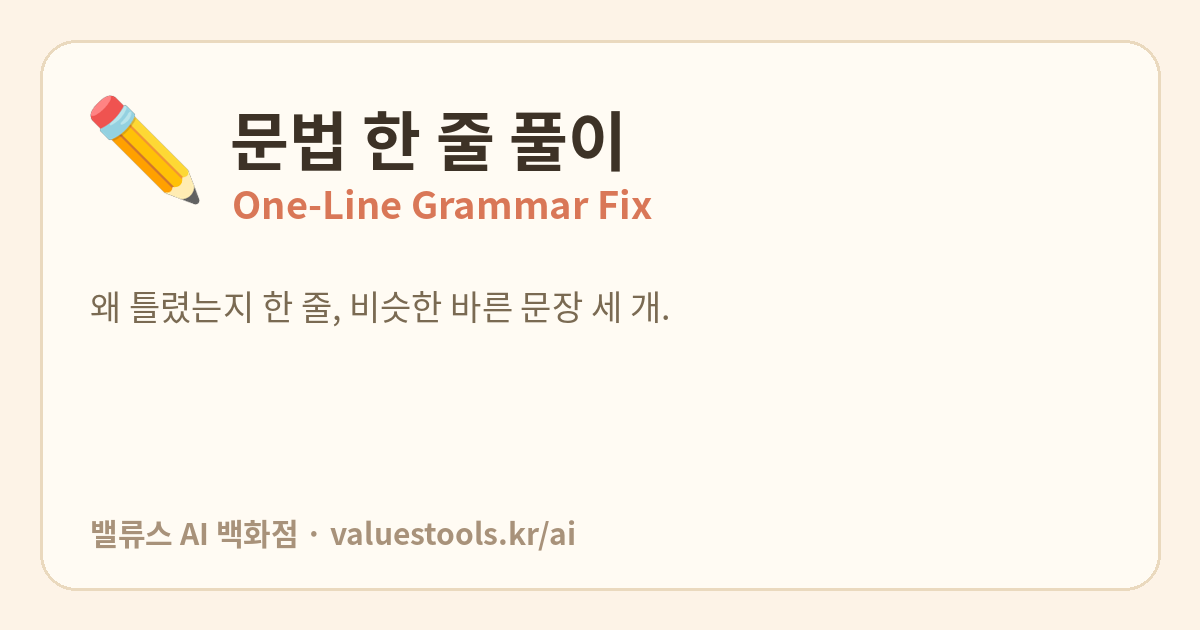 문법 한 줄 풀이
One-Line Grammar Fix
왜 틀렸는지 한 줄, 비슷한 바른 문장 세 개.
밸류스 AI 백화점 · valuestools.kr/ai